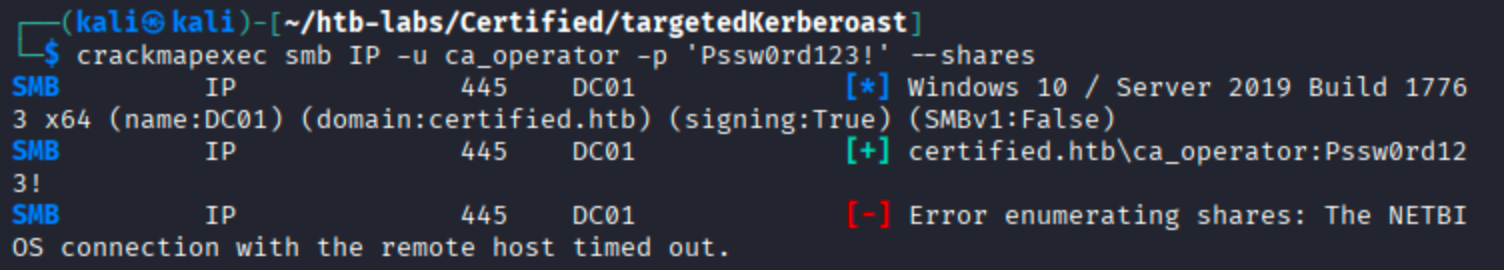 ┌──(kali㉿kali)-[~/htb-labs/Certified/targetedKerberoast]
└─$ crackmapexec smb IP -u ca_operator -p 'Pssw0rd123!' --shares
SMB         IP              445    DC01             [*] Windows 10 / Server 2019 Build 1776
3 x64 (name:DC01) (domain:certified.htb) (signing:True) (SMBv1:False)
SMB         IP              445    DC01             [+] certified.htb\ca_operator:Pssw0rd12
3!
SMB         IP              445    DC01             [-] Error enumerating shares: The NETBI
OS connection with the remote host timed out.